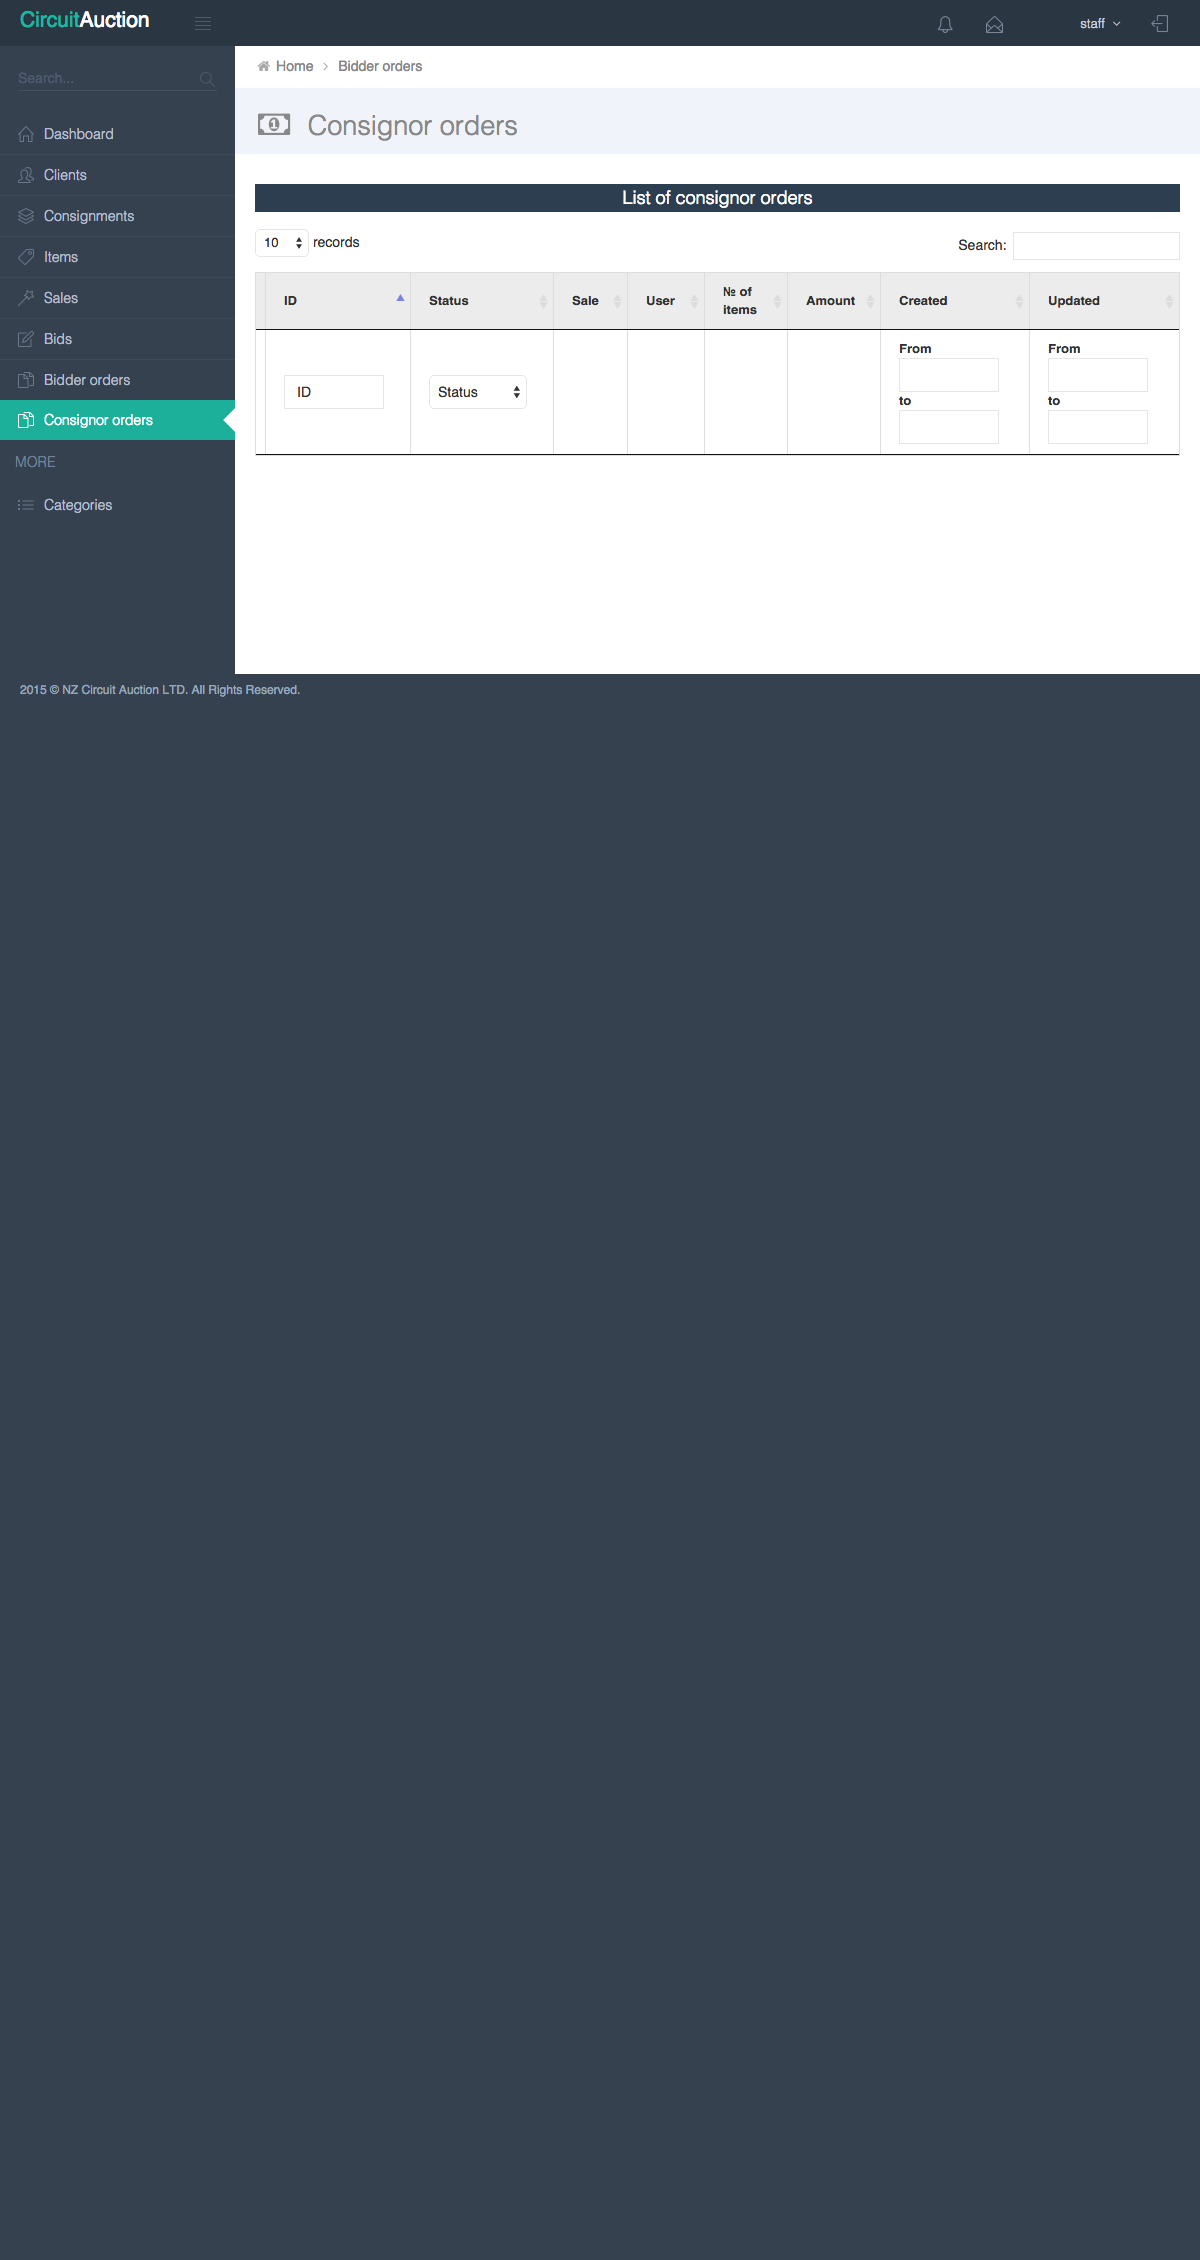 CircuitAuction
staff
Search...
Home > Bidder orders
Consignor orders
Dashboard
Clients
Consignments
Items
Sales
Bids
Bidder orders
Consignor orders
MORE
Categories
List of consignor orders
10 records
Search:
ID Status Sale User № of items Amount Created Updated
From From
ID Status
to to
2015 © NZ Circuit Auction LTD. All Rights Reserved.